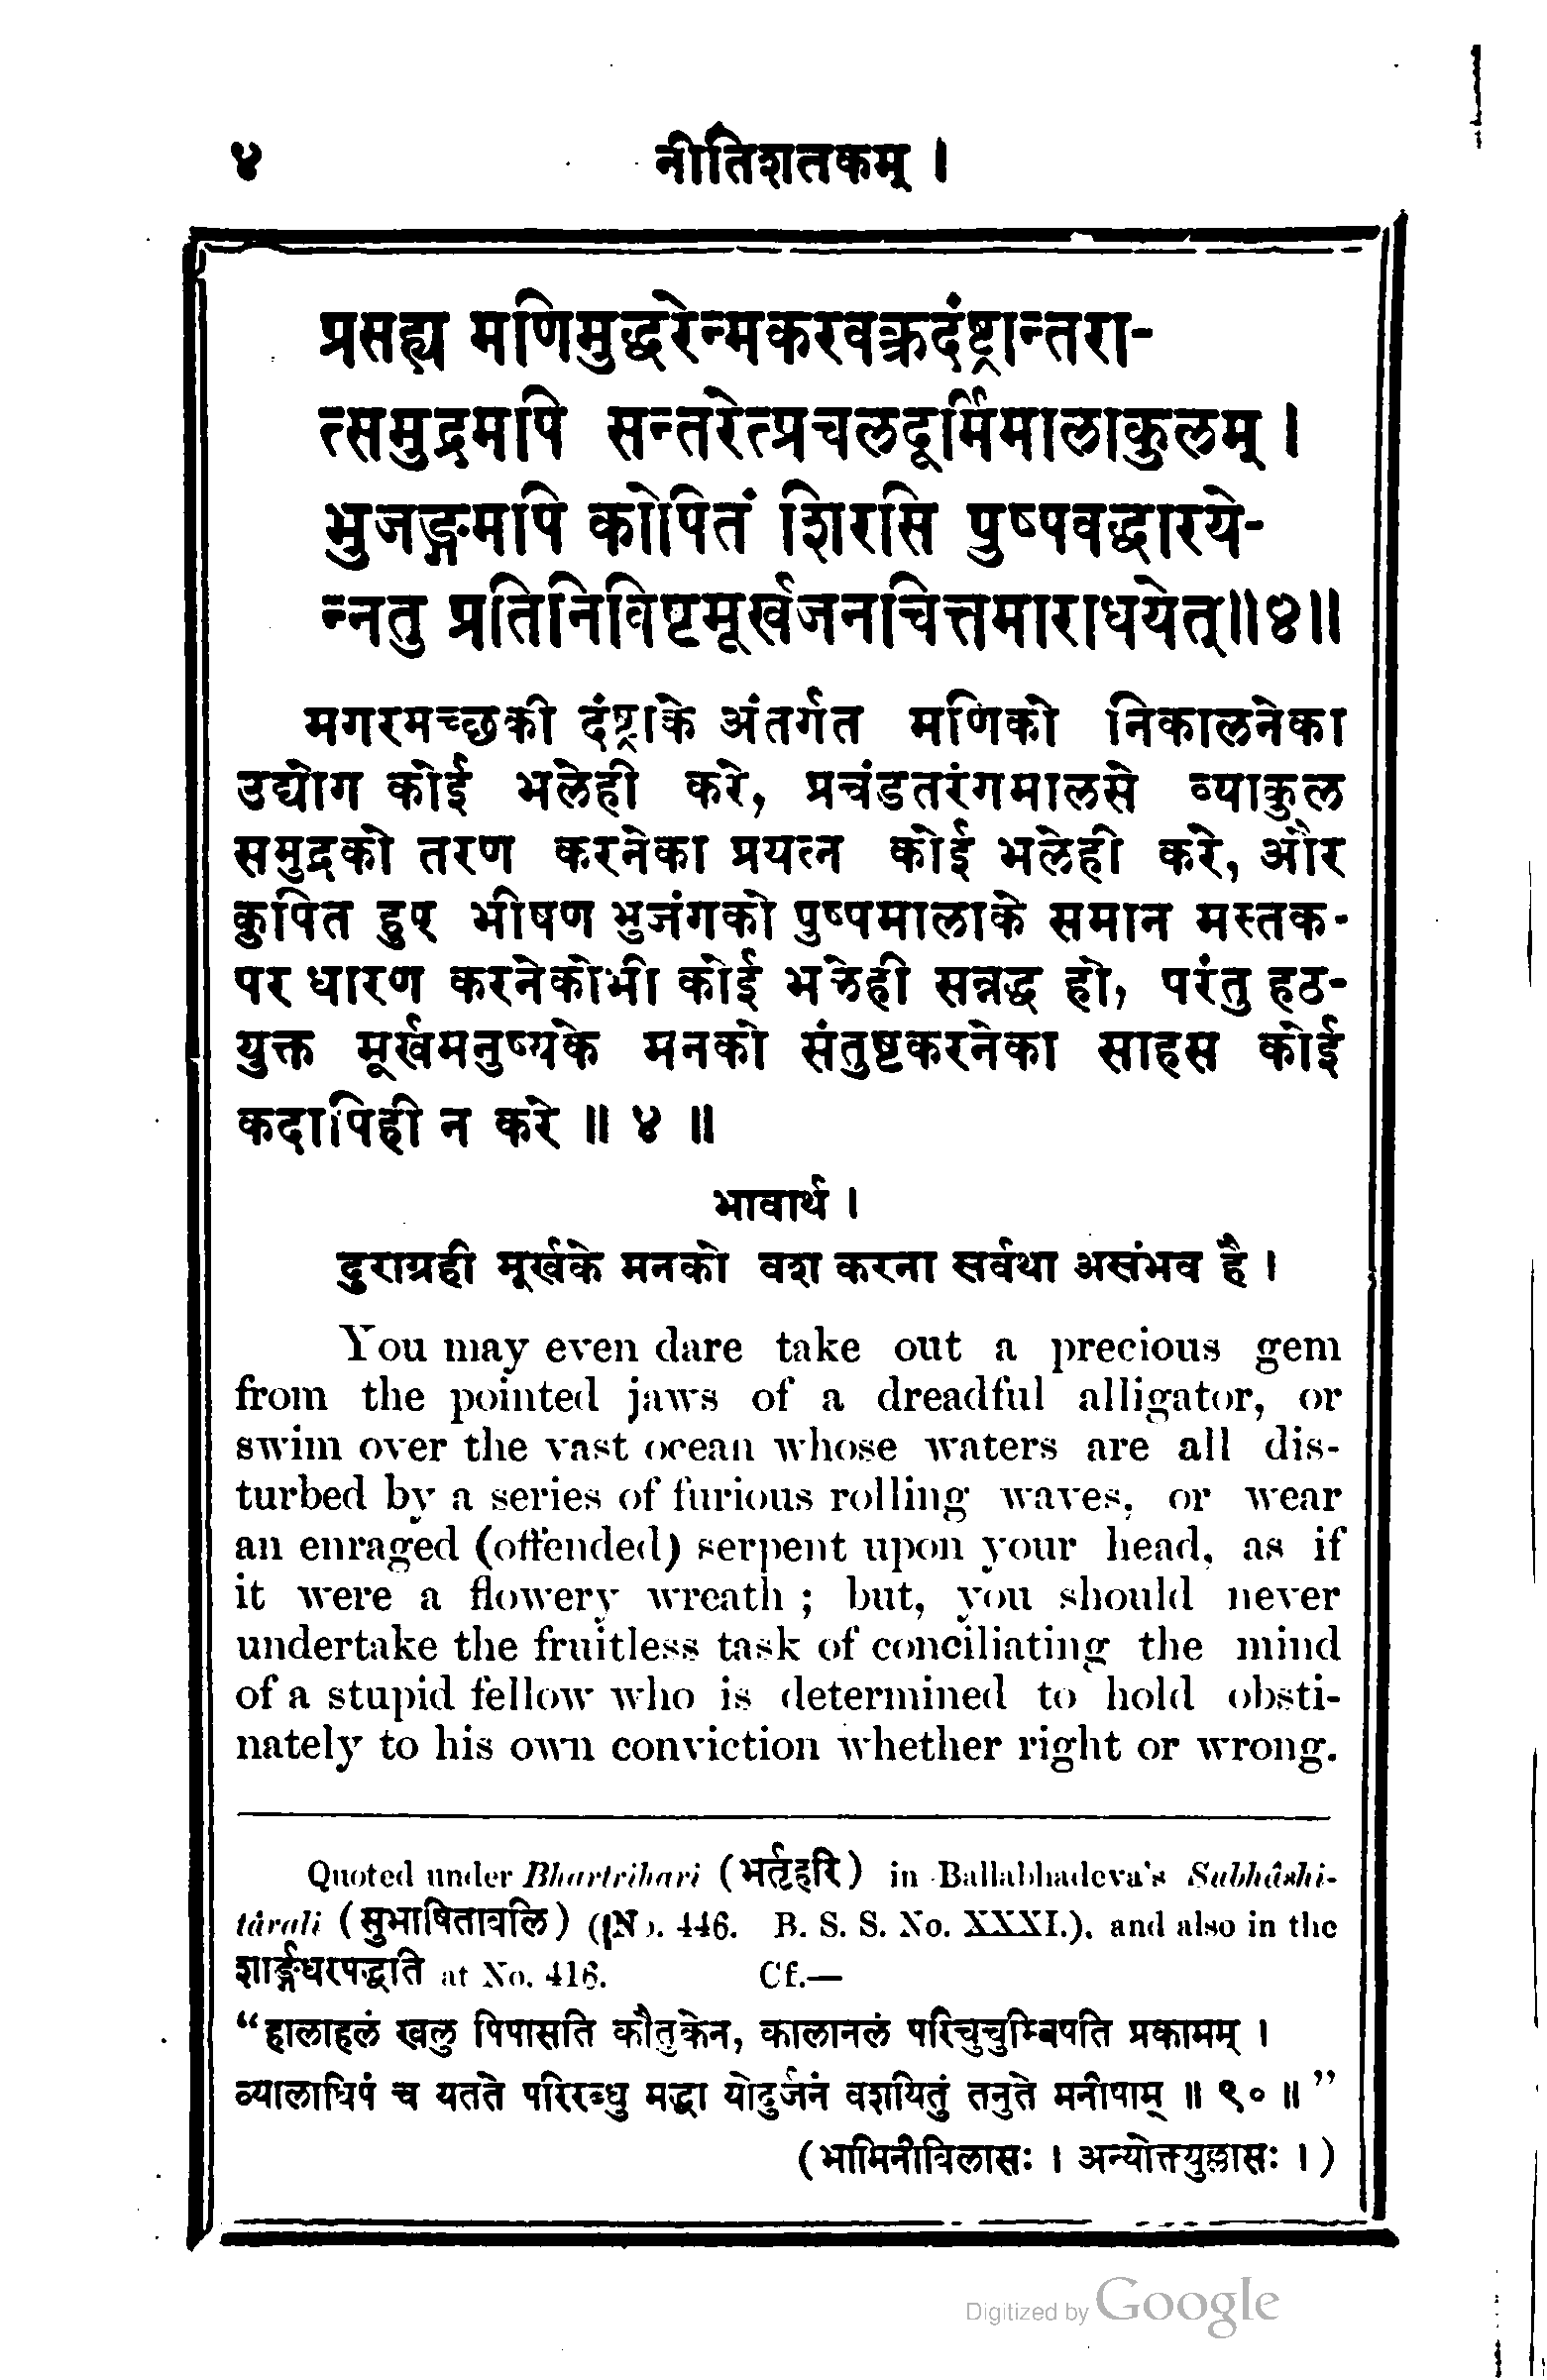 ४ नीतिशतकम् ।
प्रसह्य मणिमुद्धरेन्मकरवक्रदंष्ट्रान्तरा-
त्समुद्रमपि सन्तरेत्प्रचलदूर्मिमालाकुलम् ।
भुजङ्गमपि कोपितं शिरसि पुष्पवद्धारये-
न्नतु प्रतिनिविष्टमूर्खजनचित्तमाराधयेत्॥४॥
मगरमच्छकी दंष्ट्राके अंतर्गत मणिको निकालनेका
उद्योग कोई भलेही करे, प्रचंडतरंगमालसे व्याकुल
समुद्रको तरण करनेका प्रयत्न कोई भलेही करे, और
कुपित हुए भीषण भुजंगको पुष्पमालाके समान मस्तक-
पर धारण करनेकोभी कोई भलेही सन्नद्ध हो, परंतु हठ-
युक्त मूर्खमनुष्यके मनको संतुष्टकरनेका साहस कोई
कदापिही न करे ॥ ४ ॥
भावार्थ ।
दुराग्रही मूर्खके मनको वश करना सर्वथा असंभव है ।
You may even dare take out a precious gem
from the pointed jaws of a dreadful alligator, or
swim over the vast ocean whose waters are all dis-
turbed by a series of furious rolling waves, or wear
an enraged (offended) serpent upon your head, as if
it were a flowery wreath ; but, you should never
undertake the fruitless task of conciliating the mind
of a stupid fellow who is determined to hold obsti-
nately to his own conviction whether right or wrong.
Quoted under Bhartrihari (भर्तृहरि) in Ballabhadeva's Subhâshi-
târali (सुभाषितावलि) (No. 446. B. S. S. No. XXXI.), and also in the
शार्ङ्गधरपद्धति at No. 416. Cf.—
“हालाहलं खलु पिपासति कौतुकेन, कालानलं परिचुचुम्बिषति प्रकामम् ।
व्यालाधिपं च यतते परिरब्धु मद्धा योदुर्जनं वशयितुं तनुते मनीषाम् ॥ ९० ॥”
(भामिनीविलासः । अन्योक्त्युल्लासः ।)
Digitized by Google